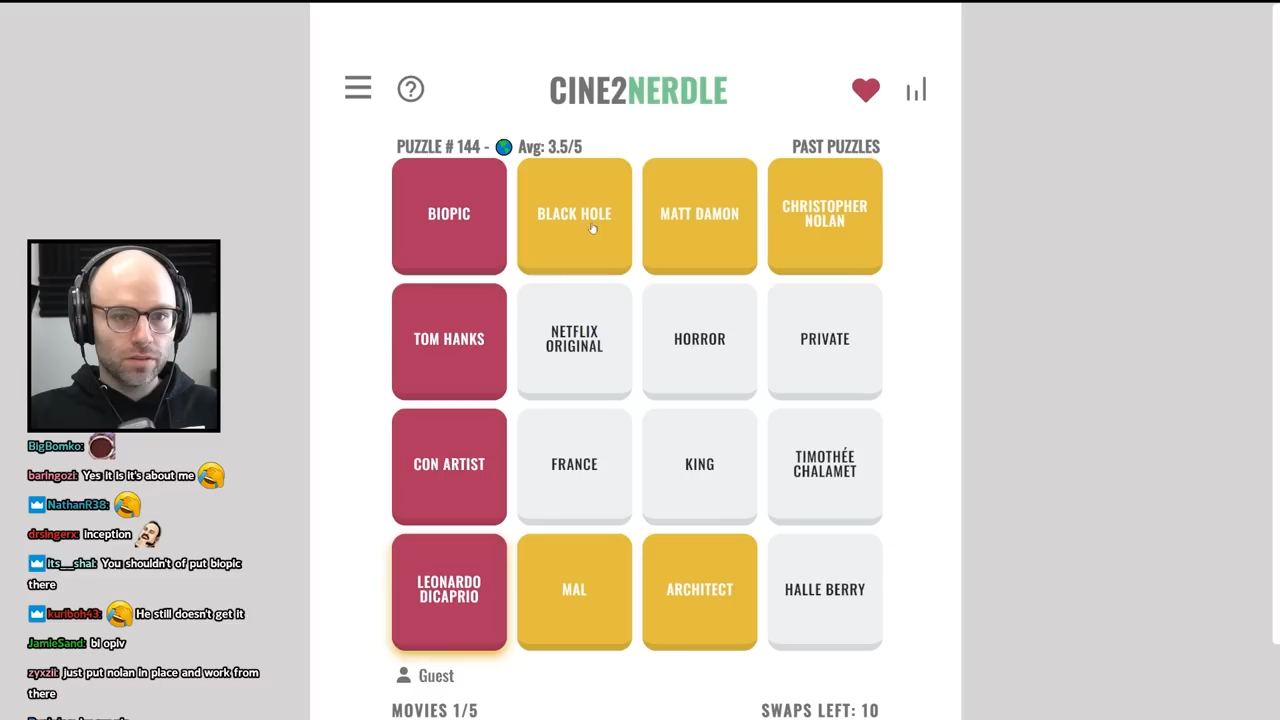 CINE2NERDLE
PUZZLE # 144 - Avg: 3.5/5
PAST PUZZLES
BIOPIC
BLACK HOLE
MATT DAMON
CHRISTOPHER
NOLAN
TOM HANKS
NETFLIX
ORIGINAL
HORROR
PRIVATE
CON ARTIST
FRANCE
KING
TIMOTHÉE
CHALAMET
LEONARDO
DICAPRIO
MAL
ARCHITECT
HALLE BERRY
Guest
MOVIES 1/5
SWAPS LEFT: 10
BigBomko:
baringozi: Yes it is it's about me
NathanR38:
drsingerx: Inception
Its__shai: You shouldn't of put biopic
there
kuriboh43: He still doesn't get it
JamieSand: bl opiv
zyxzil: just put nolan in place and work from
there